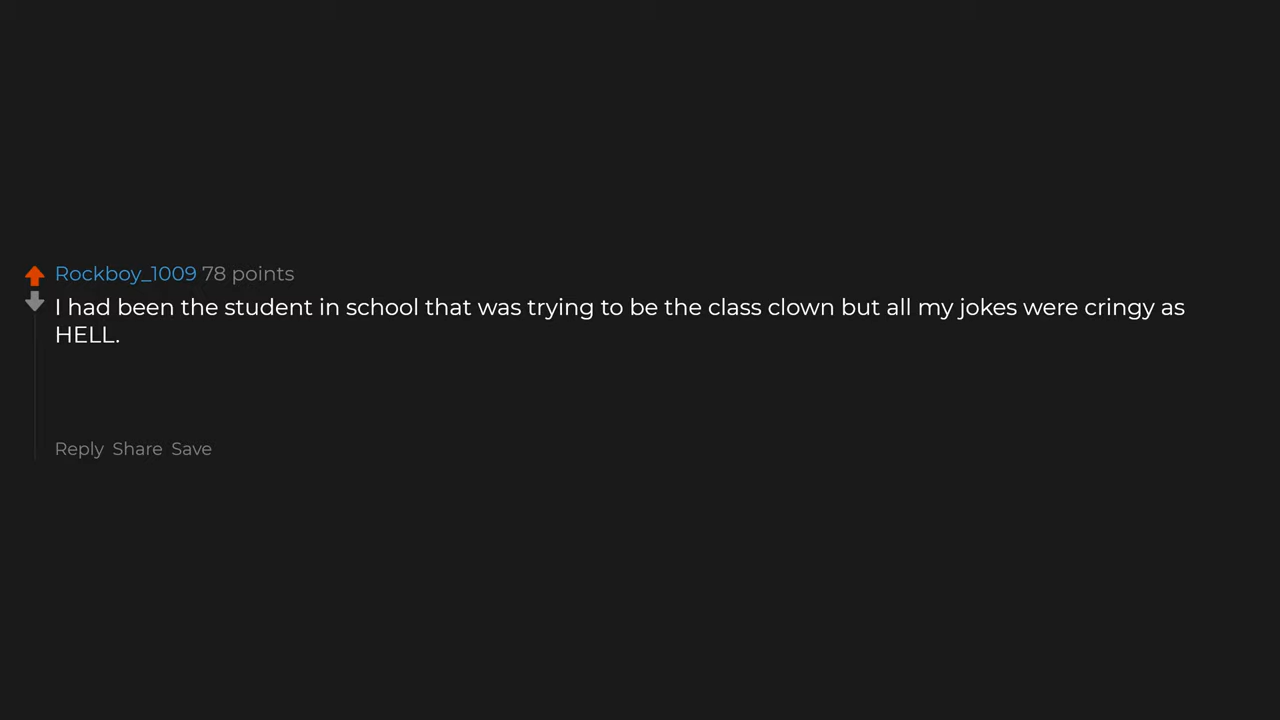 Rockboy_1009 78 points
I had been the student in school that was trying to be the class clown but all my jokes were cringy as
HELL.
Reply Share Save